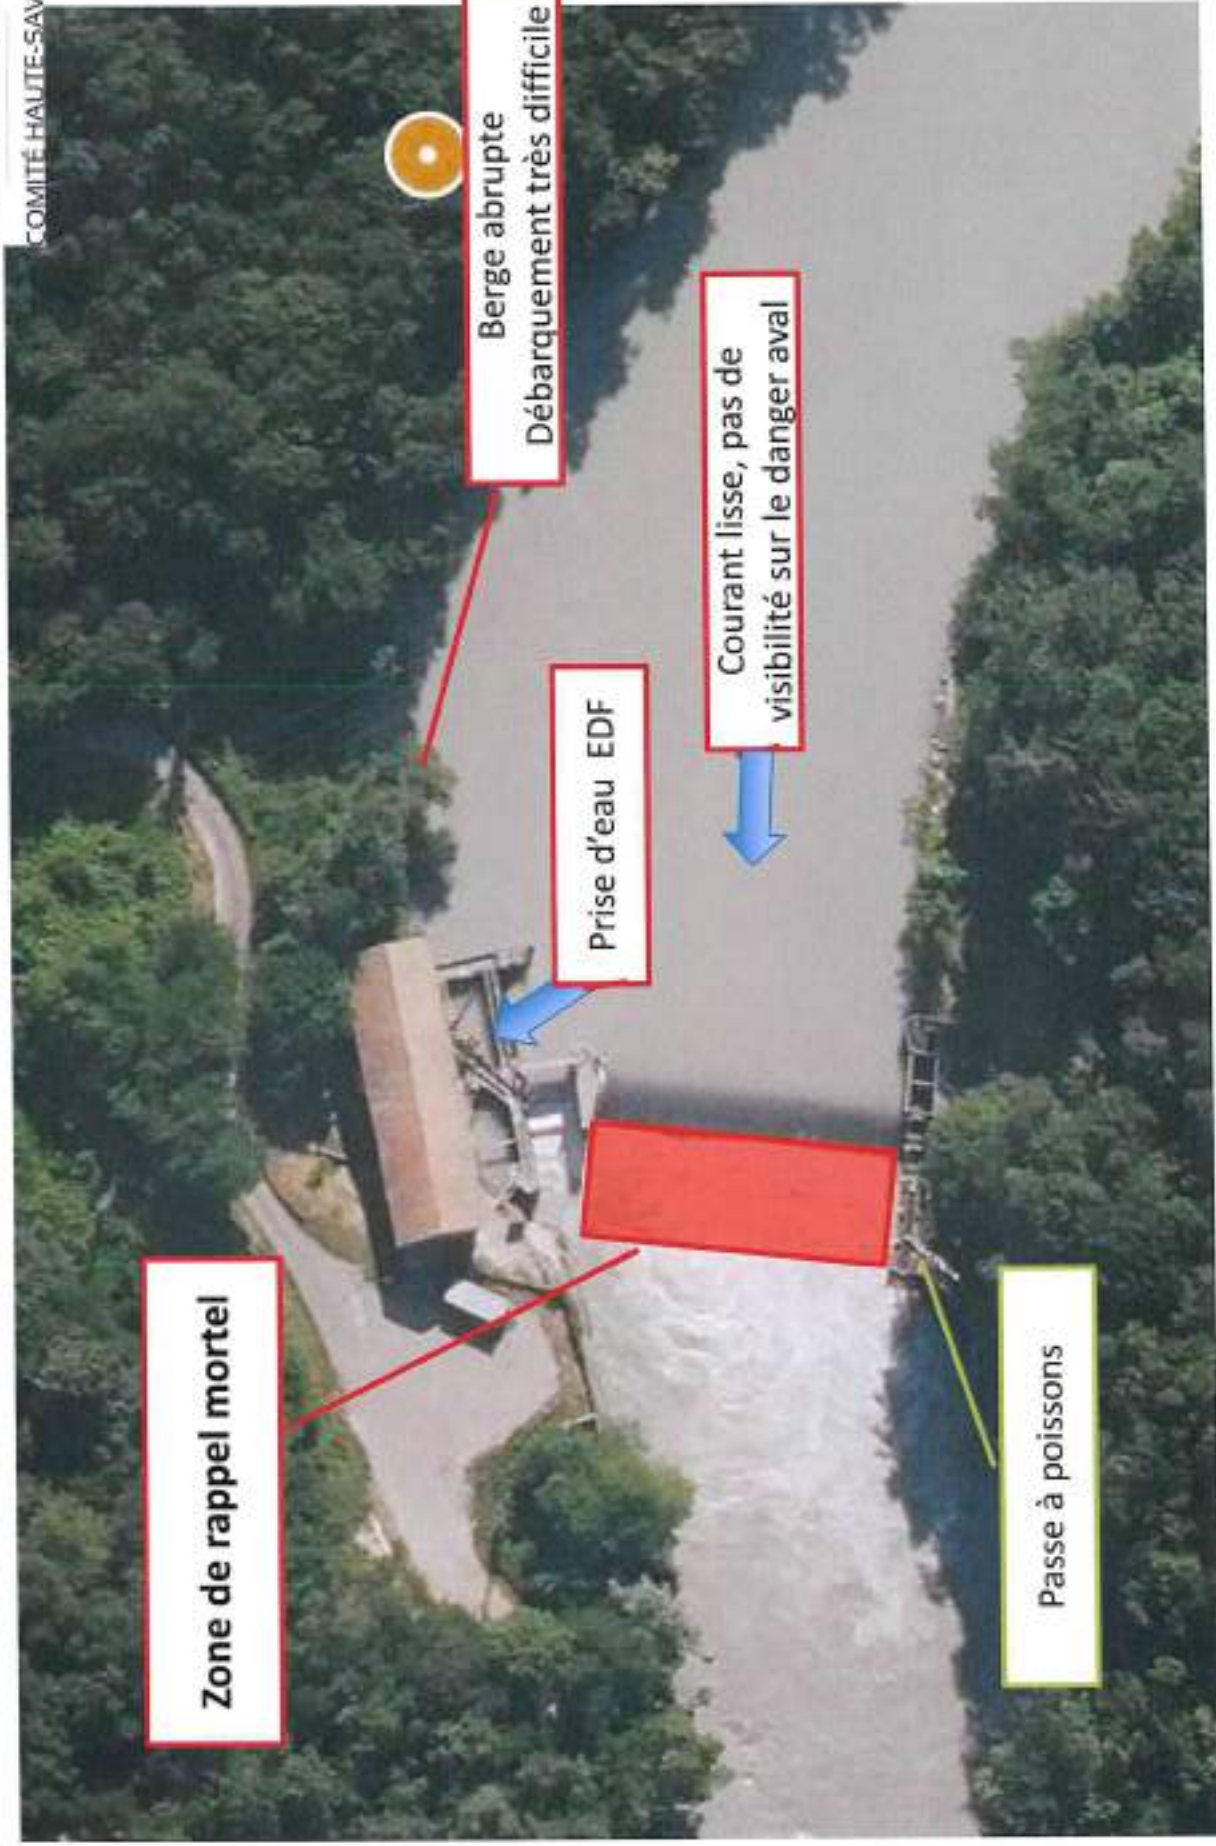 COMITÉ HAUTE-SAV
Berge abrupte
Débarquement très difficile
Courant lisse, pas de
visibilité sur le danger aval
Prise d'eau EDF
Zone de rappel mortel
Passe à poissons